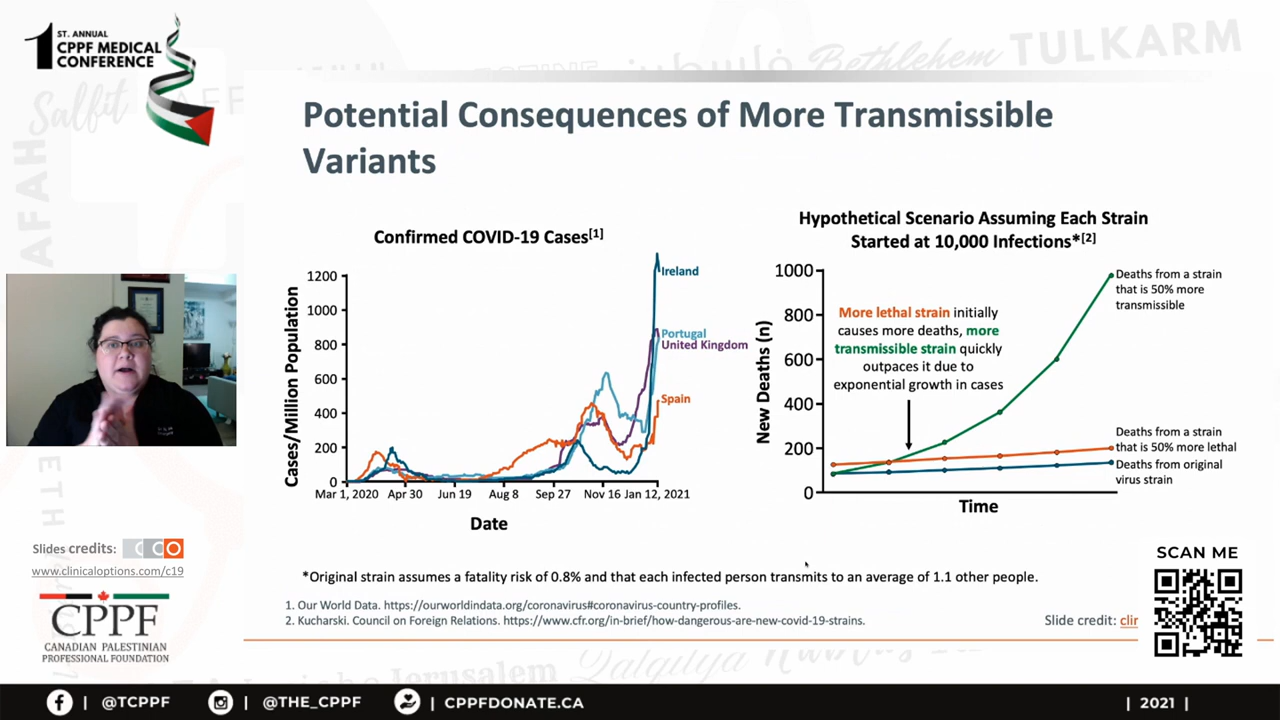 1 ST. ANNUAL
CPPF MEDICAL
CONFERENCE
Salfit
Bethlehem
TULKARM
Potential Consequences of More Transmissible
Variants
Confirmed COVID-19 Cases[1]
Cases/Million Population
1200
1000
800
600
400
200
0
Mar 1, 2020 Apr 30 Jun 19 Aug 8 Sep 27 Nov 16 Jan 12, 2021
Date
Ireland
Portugal
United Kingdom
Spain
Hypothetical Scenario Assuming Each Strain
Started at 10,000 Infections*[2]
New Deaths (n)
1000
800
600
400
200
0
More lethal strain initially
causes more deaths, more
transmissible strain quickly
outpaces it due to
exponential growth in cases
Deaths from a strain
that is 50% more
transmissible
Deaths from a strain
that is 50% more lethal
Deaths from original
virus strain
Time
*Original strain assumes a fatality risk of 0.8% and that each infected person transmits to an average of 1.1 other people.
1. Our World Data. https://ourworldindata.org/coronavirus#coronavirus-country-profiles.
2. Kucharski. Council on Foreign Relations. https://www.cfr.org/in-brief/how-dangerous-are-new-covid-19-strains.
Slide credit: clir
SCAN ME
Slides credits: CCO
www.clinicaloptions.com/c19
CPPF
CANADIAN PALESTINIAN
PROFESSIONAL FOUNDATION
AFAH
Jerusalem
Qalqilya
| @TCPPF | @THE_CPPF | CPPFDONATE.CA | 2021 |